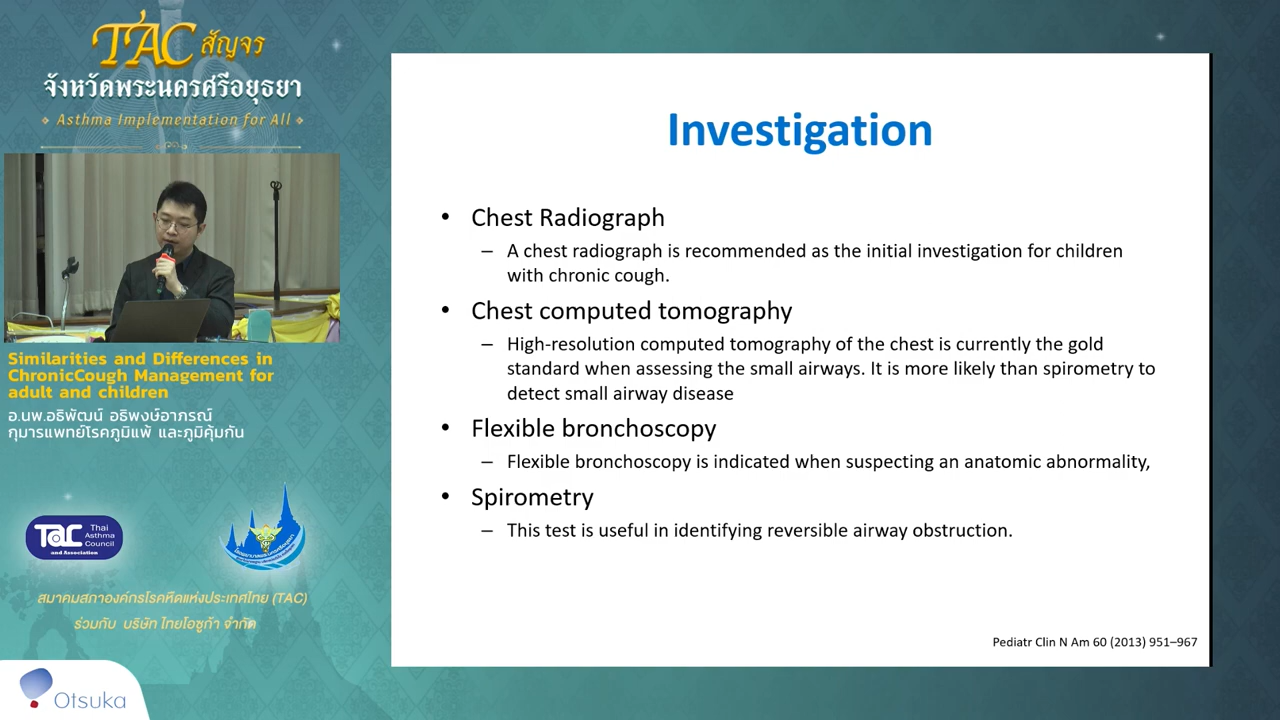 TAC สัญจร
จังหวัดพระนครศรีอยุธยา
Asthma Implementation for All
Similarities and Differences in
ChronicCough Management for
adult and children
อ.นพ.อธิพัฒน์ อธิพงษ์อาภรณ์
กุมารแพทย์โรคภูมิแพ้ และภูมิคุ้มกัน
TAC Thai
Asthma
Council
and Association
สมาคมสภาองค์กรโรคหืดแห่งประเทศไทย (TAC)
ร่วมกับ บริษัท ไทยโอซูก้า จำกัด
Otsuka
Investigation
• Chest Radiograph
– A chest radiograph is recommended as the initial investigation for children
with chronic cough.
• Chest computed tomography
– High-resolution computed tomography of the chest is currently the gold
standard when assessing the small airways. It is more likely than spirometry to
detect small airway disease
• Flexible bronchoscopy
– Flexible bronchoscopy is indicated when suspecting an anatomic abnormality,
• Spirometry
– This test is useful in identifying reversible airway obstruction.
Pediatr Clin N Am 60 (2013) 951–967